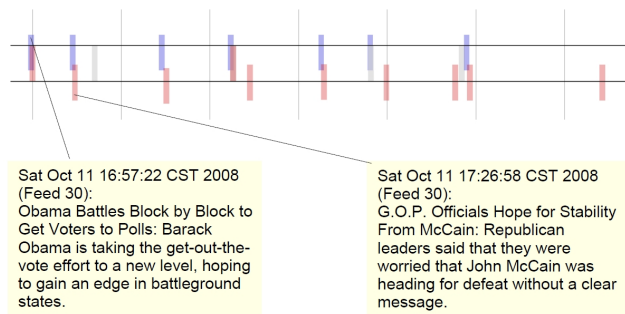 Sat Oct 11 16:57:22 CST 2008
(Feed 30):
Obama Battles Block by Block to
Get Voters to Polls: Barack
Obama is taking the get-out-the-
vote effort to a new level, hoping
to gain an edge in battleground
states.
Sat Oct 11 17:26:58 CST 2008
(Feed 30):
G.O.P. Officials Hope for Stability
From McCain: Republican
leaders said that they were
worried that John McCain was
heading for defeat without a clear
message.